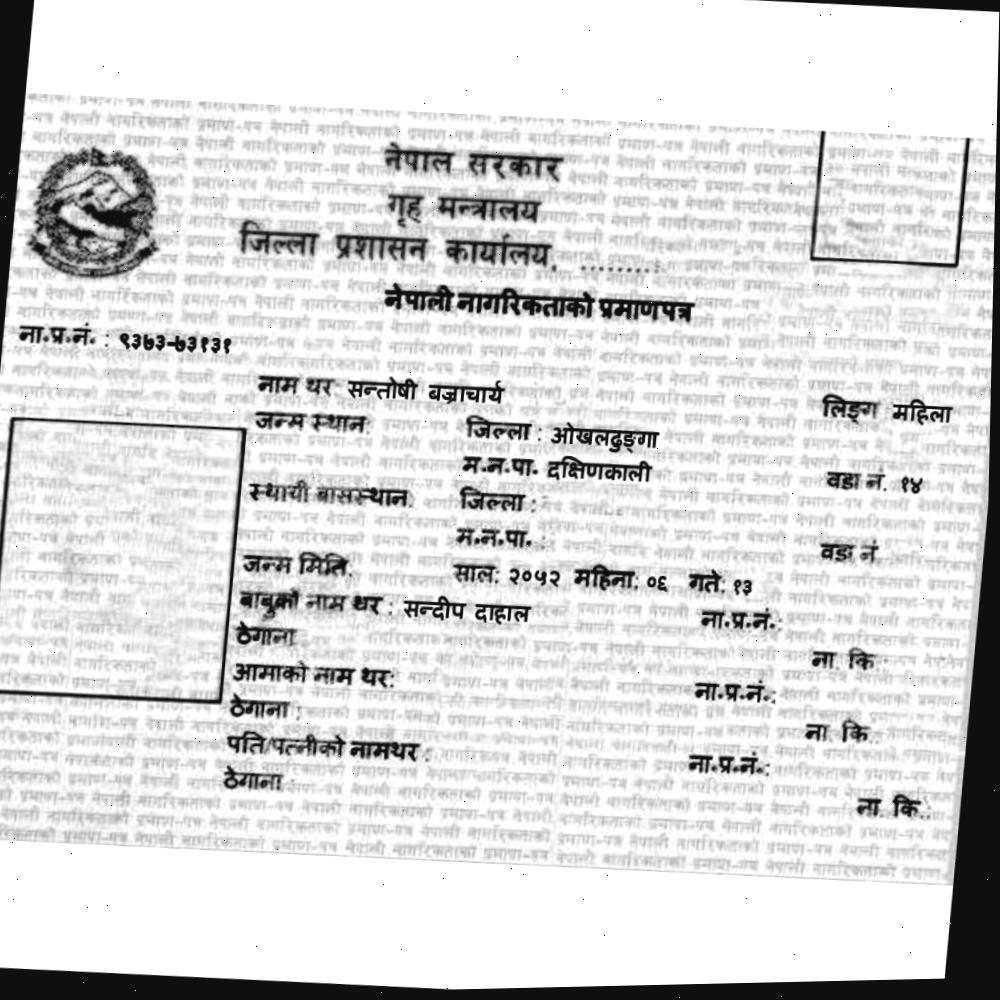 नेपाल सरकार
गृह मन्त्रालय
जिल्ला प्रशासन कार्यालय, .........
नेपाली नागरिकताको प्रमाणपत्र
ना.प्र.नं. : ९३७३-७३१३१
नाम थर: सन्तोषी बज्राचार्य लिङ्ग महिला
जन्म स्थान: जिल्ला : ओखलढुङ्गा
म.न.पा. दक्षिणकाली वडा नं. १४
स्थायी बासस्थान: जिल्ला :
म.न.पा. : वडा नं
जन्म मिति: साल: २०५२ महिना: ०६ गते: १३
बाबुको नाम थर : सन्दीप दाहाल ना.प्र.नं.:
ठेगाना ना. कि :
आमाको नाम थर: ना.प्र.नं.:
ठेगाना : ना. कि. :
पति/पत्नीको नामथर : ना.प्र.नं.:
ठेगाना : ना. कि. :